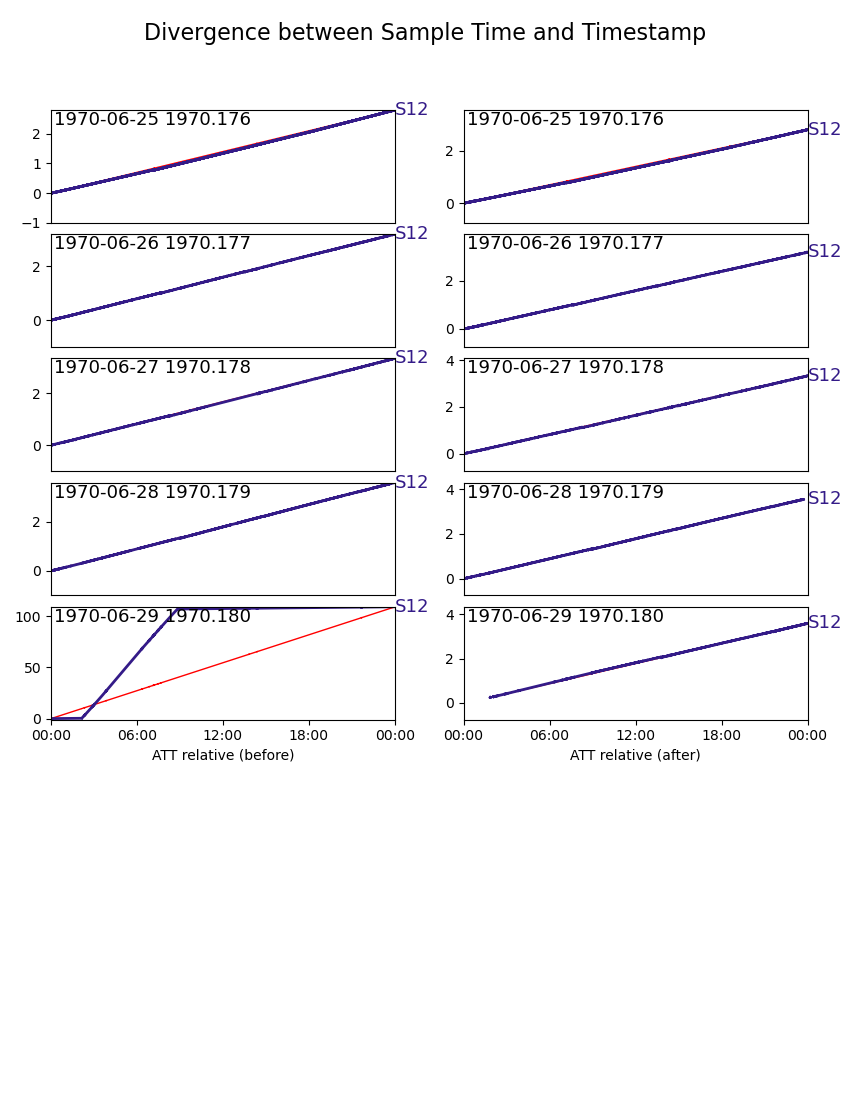 Divergence between Sample Time and Timestamp
1970-06-25 1970.176
S12
2
1
0
−1
1970-06-25 1970.176
S12
2
0
1970-06-26 1970.177
S12
2
0
1970-06-26 1970.177
S12
2
0
1970-06-27 1970.178
S12
2
0
1970-06-27 1970.178
S12
4
2
0
1970-06-28 1970.179
S12
2
0
1970-06-28 1970.179
S12
4
2
0
1970-06-29 1970.180
S12
100
50
0
00:00 06:00 12:00 18:00 00:00
ATT relative (before)
1970-06-29 1970.180
S12
4
2
0
00:00 06:00 12:00 18:00 00:00
ATT relative (after)